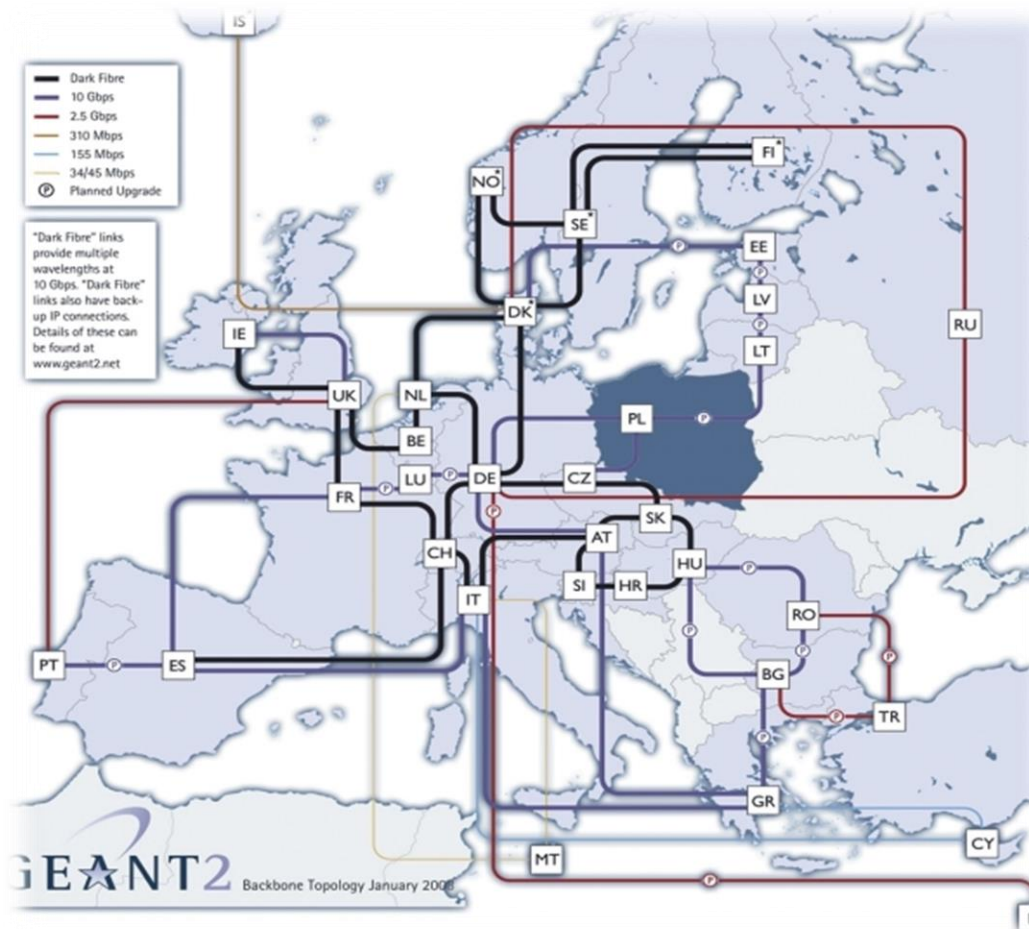 IS
Dark Fibre
10 Gbps
2.5 Gbps
310 Mbps
155 Mbps
34/45 Mbps
P Planned Upgrade
"Dark Fibre" links
provide multiple
wavelengths at
10 Gbps. "Dark Fibre"
links also have back-
up IP connections.
Details of these can
be found at
www.geant2.net
FI*
NO*
SE*
P EE
P
DK* LV
IE P RU
LT
UK NL
PL P
BE
LU P DE CZ
FR P
P SK
CH AT
HU P
IT SI HR
RO
P
PT P ES P P
BG
P TR
P
GR
CY
MT
GEANT2 Backbone Topology January 2008
P